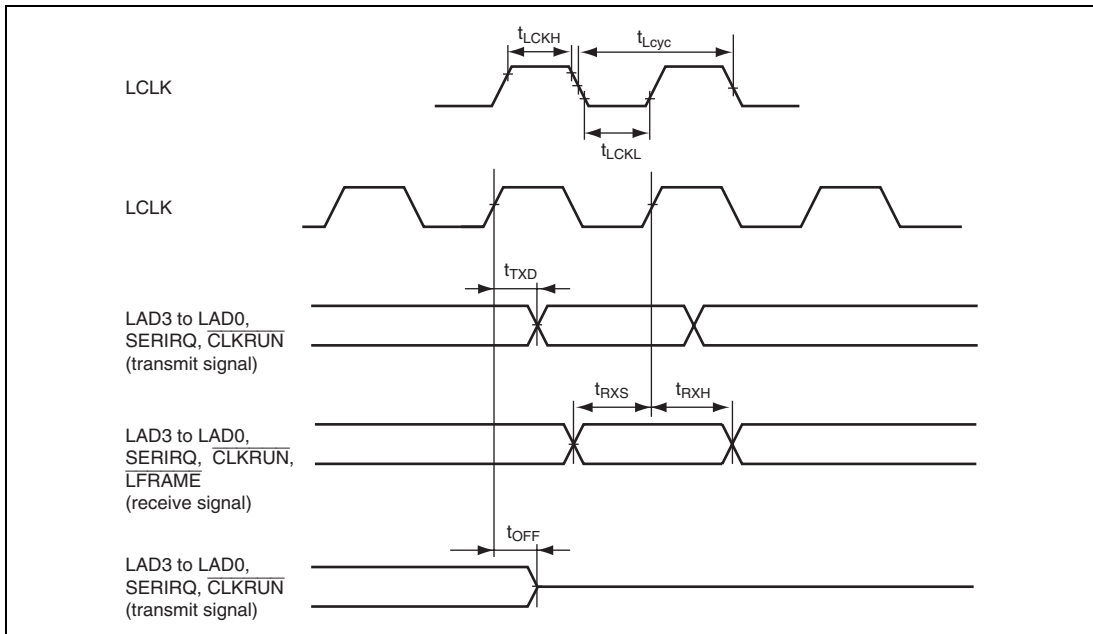 tLCKH
tLcyc
LCLK
tLCKL
LCLK
tTXD
LAD3 to LAD0,
SERIRQ, CLKRUN
(transmit signal)
tRXS
tRXH
LAD3 to LAD0,
SERIRQ, CLKRUN,
LFRAME
(receive signal)
tOFF
LAD3 to LAD0,
SERIRQ, CLKRUN
(transmit signal)